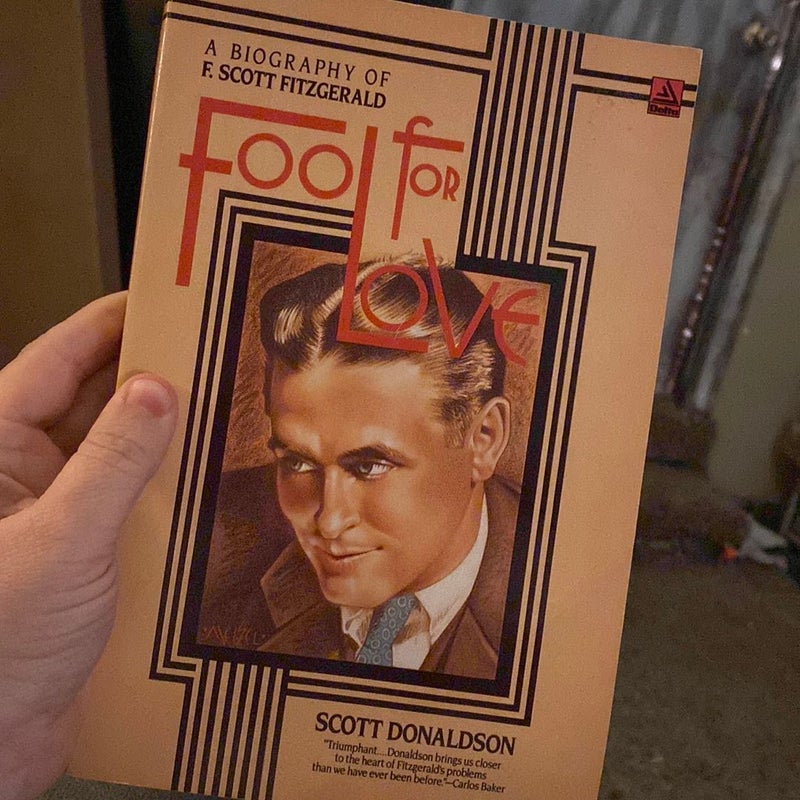 A BIOGRAPHY OF
F. SCOTT FITZGERALD
FOOL FOR
LOVE
Delta
SCOTT DONALDSON
"Triumphant....Donaldson brings us closer
to the heart of Fitzgerald's problems
than we have ever been before."—Carlos Baker